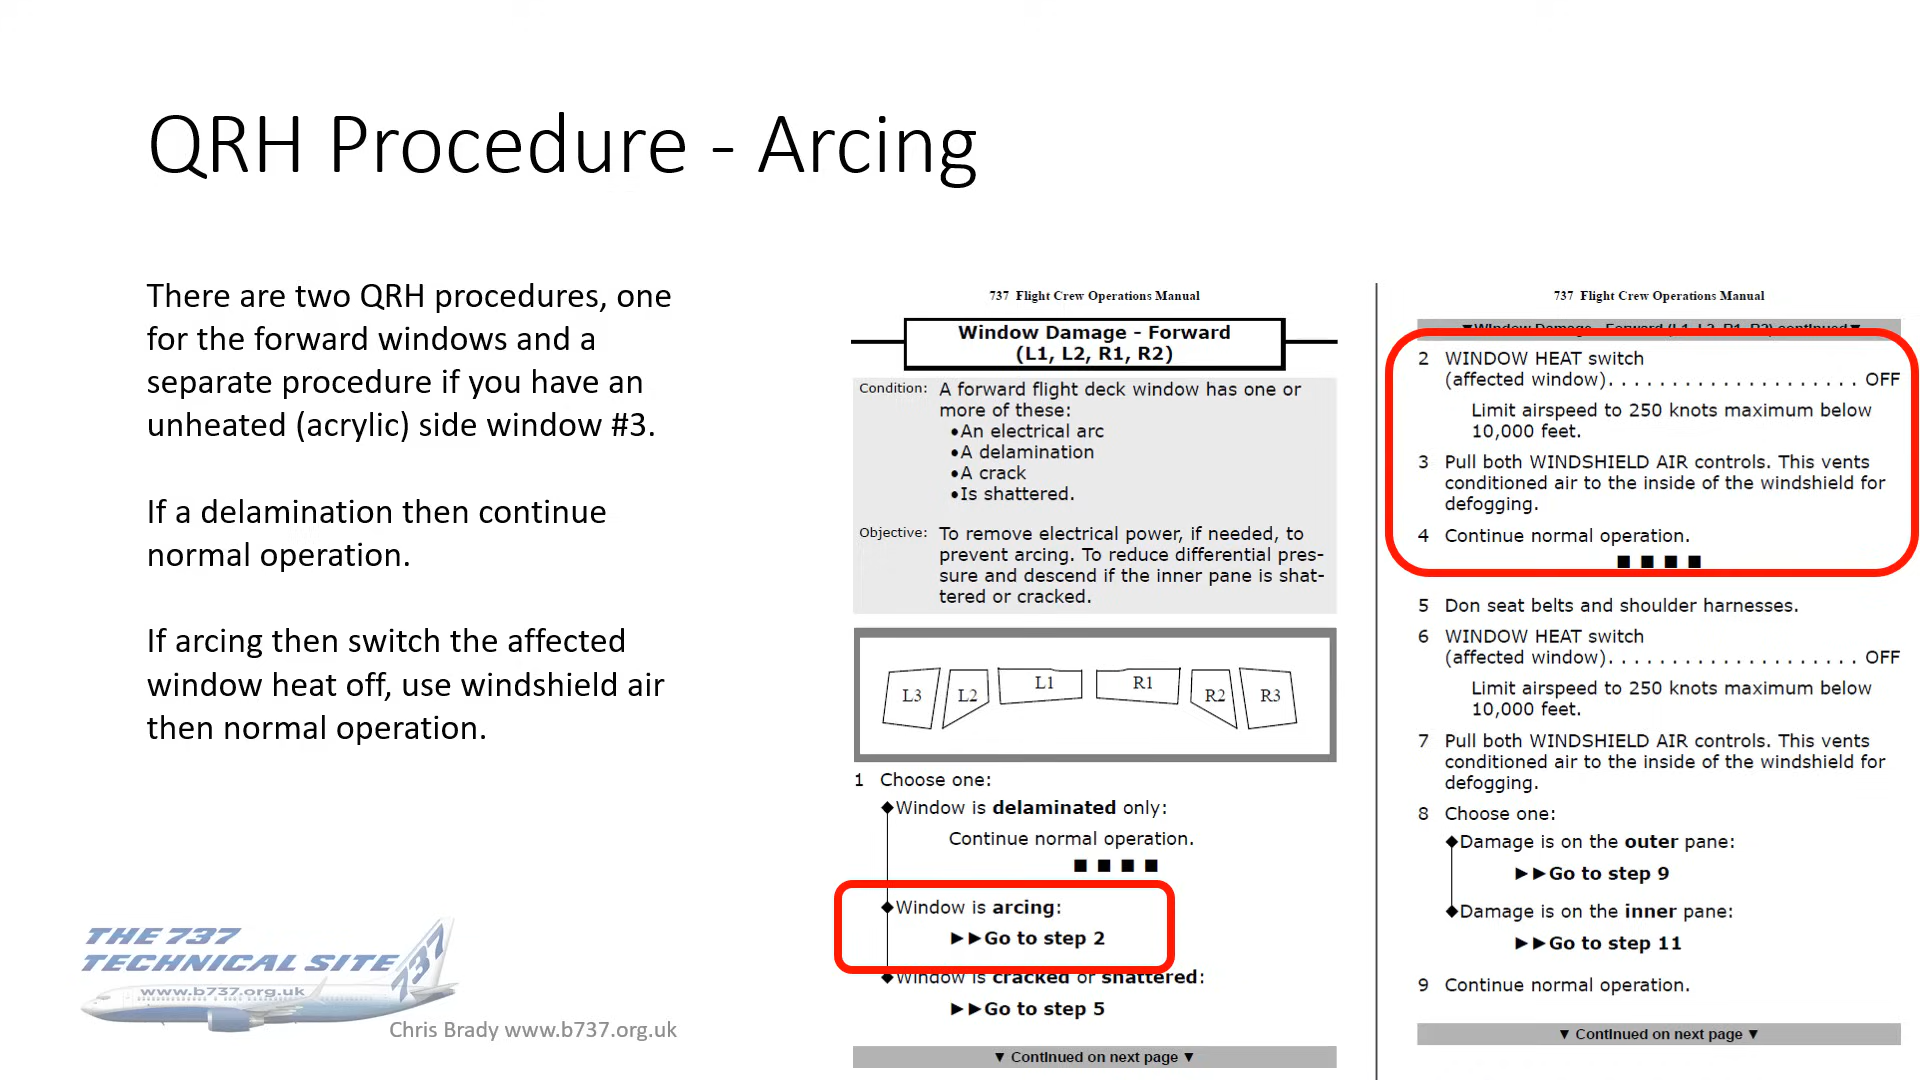 QRH Procedure - Arcing
There are two QRH procedures, one
for the forward windows and a
separate procedure if you have an
unheated (acrylic) side window #3.
If a delamination then continue
normal operation.
If arcing then switch the affected
window heat off, use windshield air
then normal operation.
THE 737
TECHNICAL SITE
737
www.b737.org.uk
Chris Brady www.b737.org.uk
737 Flight Crew Operations Manual
Window Damage - Forward
(L1, L2, R1, R2)
Condition: A forward flight deck window has one or
more of these:
•An electrical arc
•A delamination
•A crack
•Is shattered.
Objective: To remove electrical power, if needed, to
prevent arcing. To reduce differential pres-
sure and descend if the inner pane is shat-
tered or cracked.
L3 L2 L1 R1 R2 R3
1 Choose one:
◆Window is delaminated only:
Continue normal operation.
■ ■ ■ ■
◆Window is arcing:
►►Go to step 2
◆Window is cracked or shattered:
►►Go to step 5
▼ Continued on next page ▼
737 Flight Crew Operations Manual
▼Window Damage - Forward (L1, L2, R1, R2) continued▼
2 WINDOW HEAT switch
(affected window). . . . . . . . . . . . . . . . . . . . OFF
Limit airspeed to 250 knots maximum below
10,000 feet.
3 Pull both WINDSHIELD AIR controls. This vents
conditioned air to the inside of the windshield for
defogging.
4 Continue normal operation.
■ ■ ■ ■
5 Don seat belts and shoulder harnesses.
6 WINDOW HEAT switch
(affected window). . . . . . . . . . . . . . . . . . . . OFF
Limit airspeed to 250 knots maximum below
10,000 feet.
7 Pull both WINDSHIELD AIR controls. This vents
conditioned air to the inside of the windshield for
defogging.
8 Choose one:
◆Damage is on the outer pane:
►►Go to step 9
◆Damage is on the inner pane:
►►Go to step 11
9 Continue normal operation.
▼ Continued on next page ▼